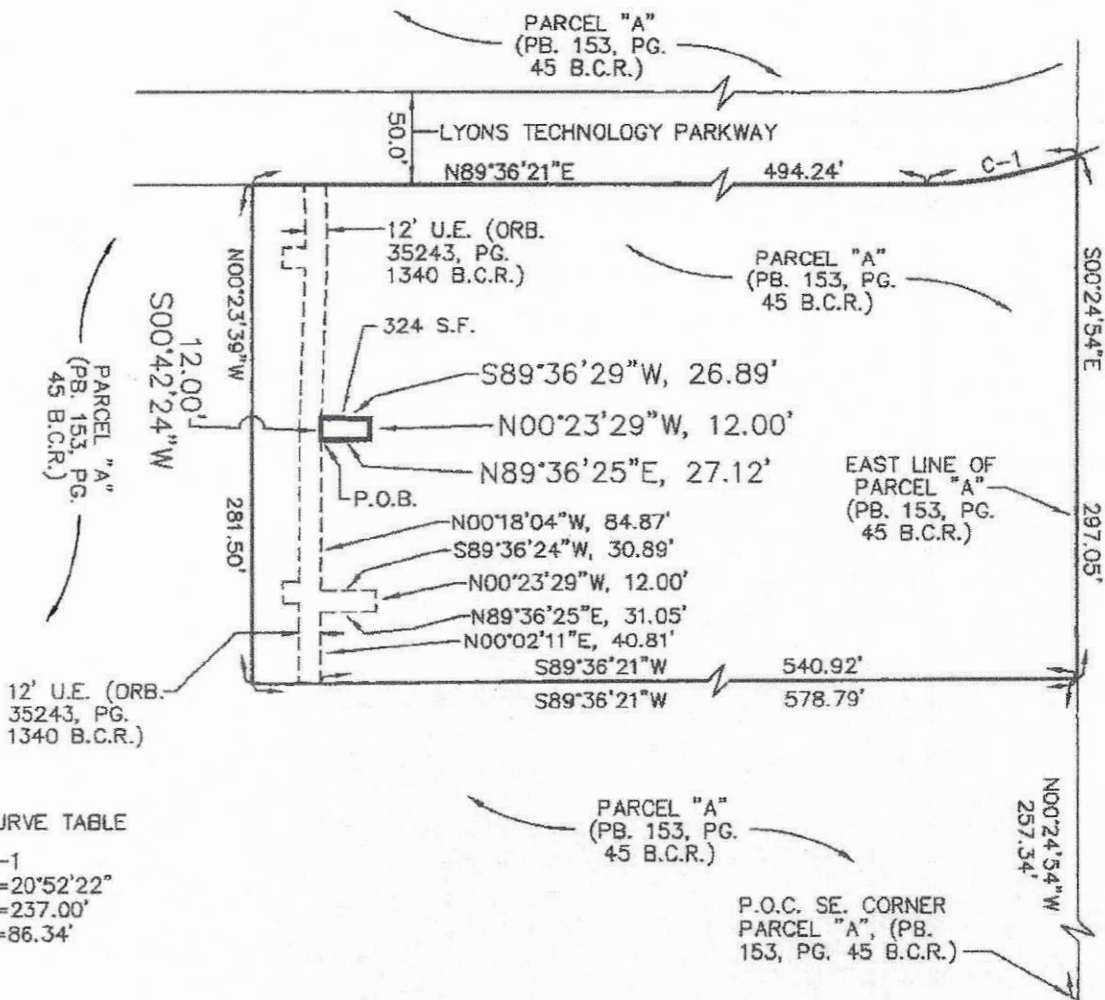 PARCEL "A"
(PB. 153, PG.
45 B.C.R.)
50.0'
LYONS TECHNOLOGY PARKWAY
N89°36'21"E 494.24'
C-1
12' U.E. (ORB.
35243, PG.
1340 B.C.R.)
PARCEL "A"
(PB. 153, PG.
45 B.C.R.)
N00°23'39"W
281.50'
S00°24'54"E
297.05'
PARCEL "A"
(PB. 153, PG.
45 B.C.R.)
12.00'
S00°42'24"W
324 S.F.
S89°36'29"W, 26.89'
N00°23'29"W, 12.00'
N89°36'25"E, 27.12'
P.O.B.
EAST LINE OF
PARCEL "A"
(PB. 153, PG.
45 B.C.R.)
N00°18'04"W, 84.87'
S89°36'24"W, 30.89'
N00°23'29"W, 12.00'
N89°36'25"E, 31.05'
N00°02'11"E, 40.81'
S89°36'21"W 540.92'
S89°36'21"W 578.79'
12' U.E. (ORB.
35243, PG.
1340 B.C.R.)
PARCEL "A"
(PB. 153, PG.
45 B.C.R.)
N00°24'54"W
257.34'
P.O.C. SE. CORNER
PARCEL "A", (PB.
153, PG. 45 B.C.R.)
URVE TABLE
-1
=20°52'22"
=237.00'
=86.34'